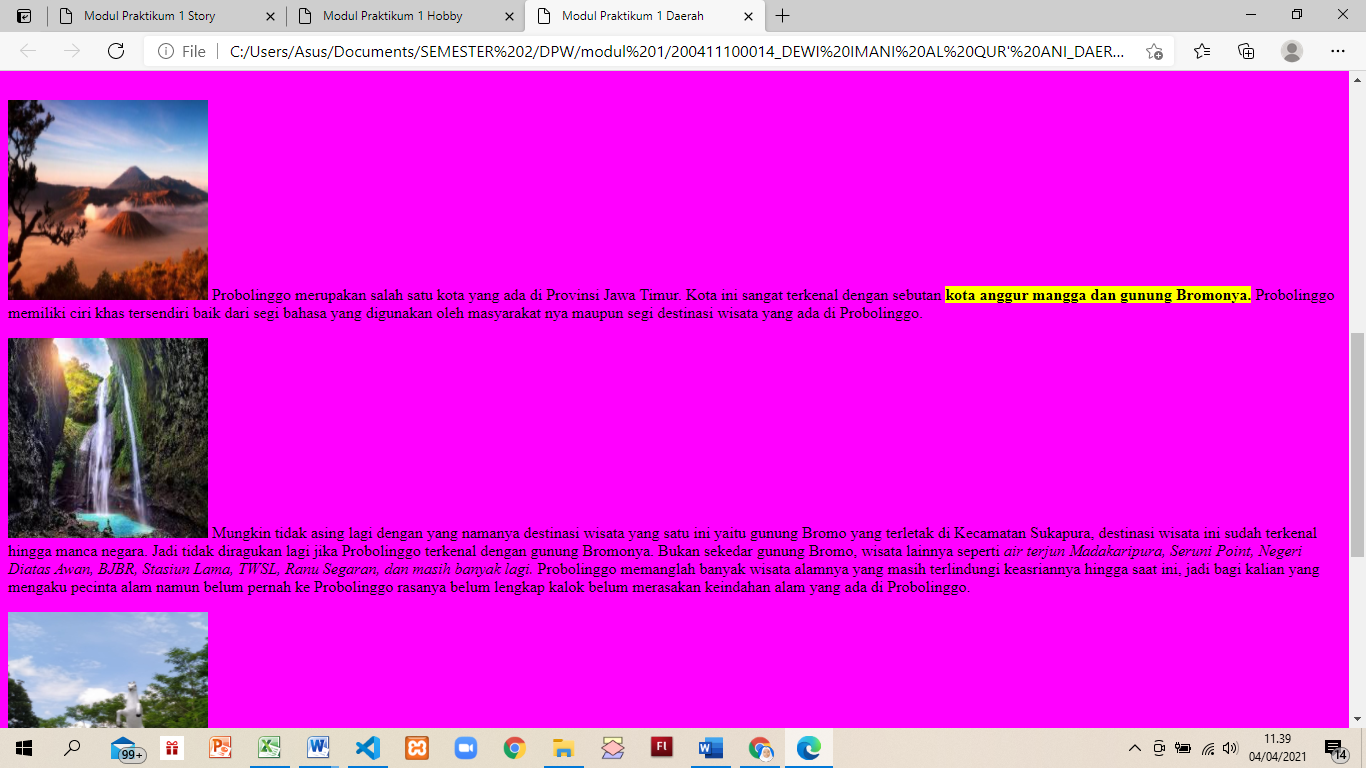 Modul Praktikum 1 Story
Modul Praktikum 1 Hobby
Modul Praktikum 1 Daerah
File
C:/Users/Asus/Documents/SEMESTER%202/DPW/modul%201/200411100014_DEWI%20IMANI%20AL%20QUR'%20ANI_DAER...
Probolinggo merupakan salah satu kota yang ada di Provinsi Jawa Timur. Kota ini sangat terkenal dengan sebutan kota anggur mangga dan gunung Bromonya. Probolinggo
memiliki ciri khas tersendiri baik dari segi bahasa yang digunakan oleh masyarakat nya maupun segi destinasi wisata yang ada di Probolinggo.
Mungkin tidak asing lagi dengan yang namanya destinasi wisata yang satu ini yaitu gunung Bromo yang terletak di Kecamatan Sukapura, destinasi wisata ini sudah terkenal
hingga manca negara. Jadi tidak diragukan lagi jika Probolinggo terkenal dengan gunung Bromonya. Bukan sekedar gunung Bromo, wisata lainnya seperti air terjun Madakaripura, Seruni Point, Negeri
Diatas Awan, BJBR, Stasiun Lama, TWSL, Ranu Segaran, dan masih banyak lagi. Probolinggo memanglah banyak wisata alamnya yang masih terlindungi keasriannya hingga saat ini, jadi bagi kalian yang
mengaku pecinta alam namun belum pernah ke Probolinggo rasanya belum lengkap kalok belum merasakan keindahan alam yang ada di Probolinggo.
99+
Fl
11.39
04/04/2021
14